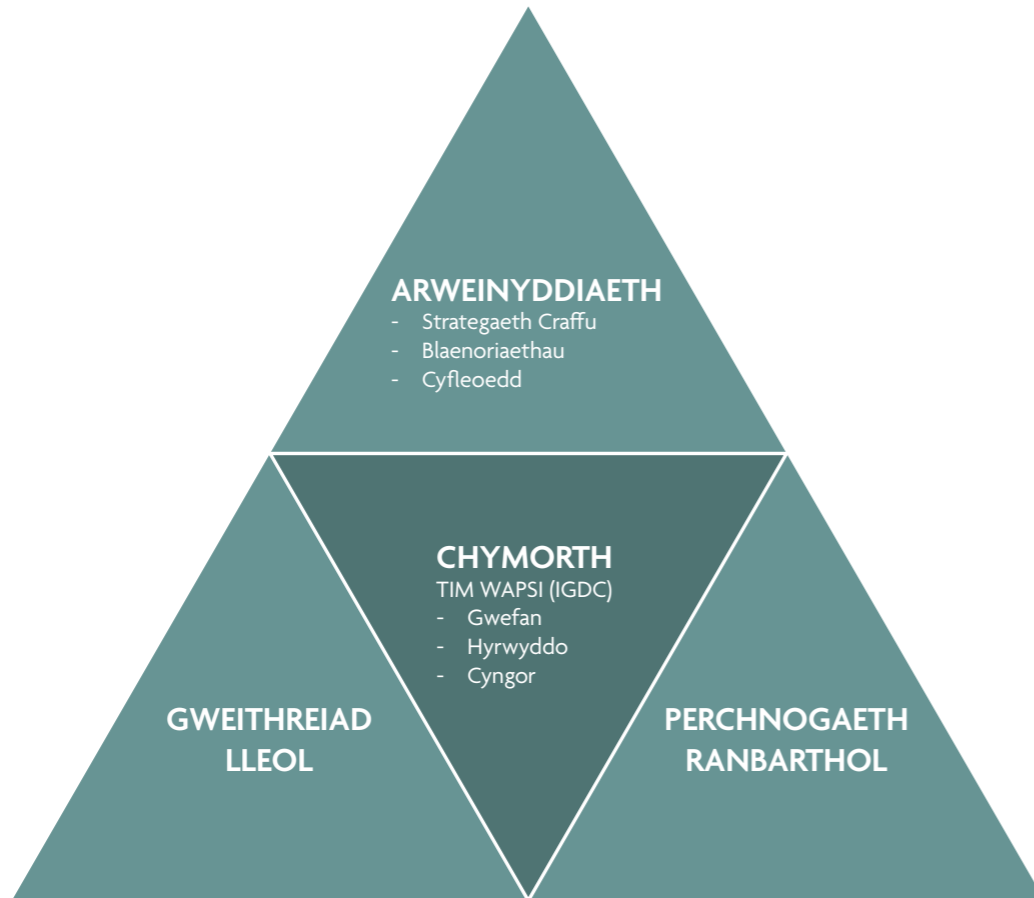 ARWEINYDDIAETH
- Strategaeth Craffu
- Blaenoriaethau
- Cyfleoedd
CHYMORTH
TIM WAPSI (IGDC)
- Gwefan
- Hyrwyddo
- Cyngor
GWEITHREIAD
LLEOL
PERCHNOGAETH
RANBARTHOL